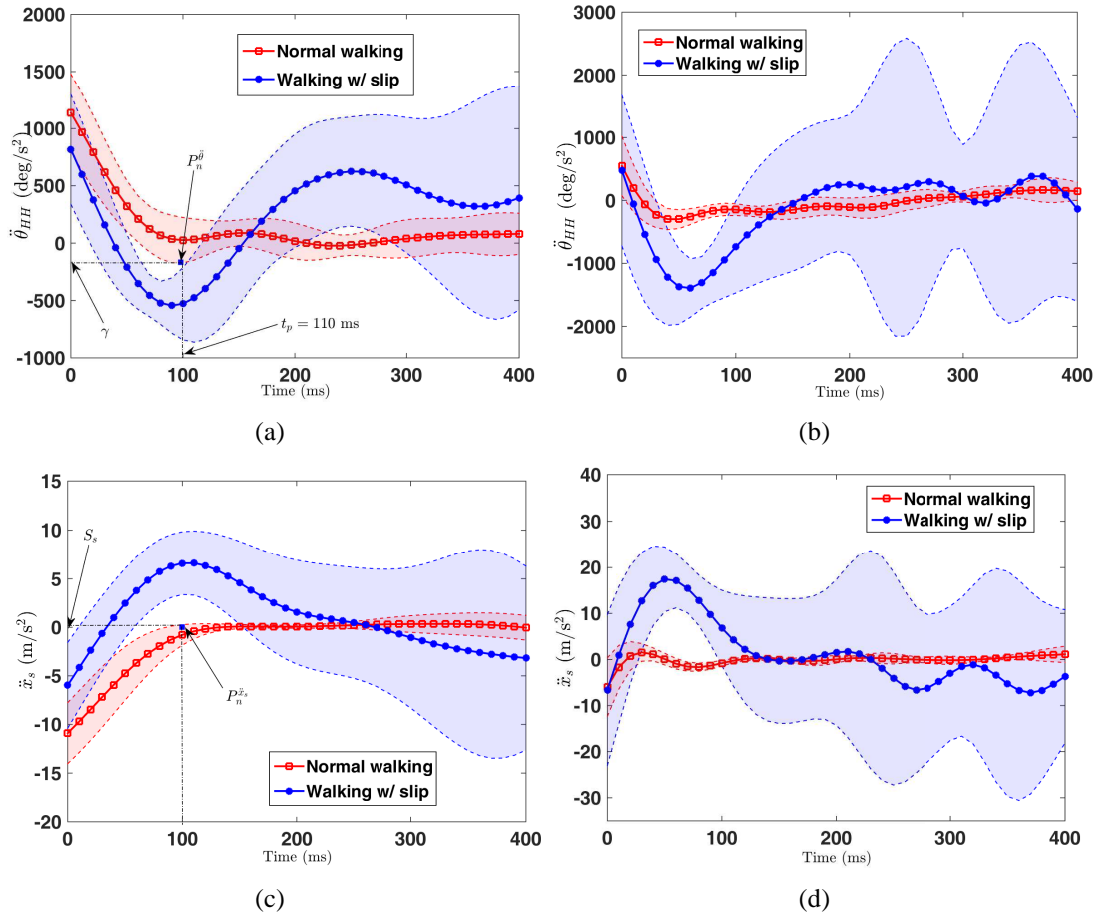 2000
1500
1000
500
0
-500
-1000
0 100 200 300 400
Time (ms)
θ̈_HH (deg/s²)
Normal walking
Walking w/ slip
P_n^θ̈
γ
t_p = 110 ms
(a)
3000
2000
1000
0
-1000
-2000
0 100 200 300 400
Time (ms)
θ̈_HH (deg/s²)
Normal walking
Walking w/ slip
(b)
15
10
5
0
-5
-10
-15
-20
0 100 200 300 400
Time (ms)
ẍ_s (m/s²)
S_s
P_n^ẍ_s
Normal walking
Walking w/ slip
(c)
40
30
20
10
0
-10
-20
-30
0 100 200 300 400
Time (ms)
ẍ_s (m/s²)
Normal walking
Walking w/ slip
(d)